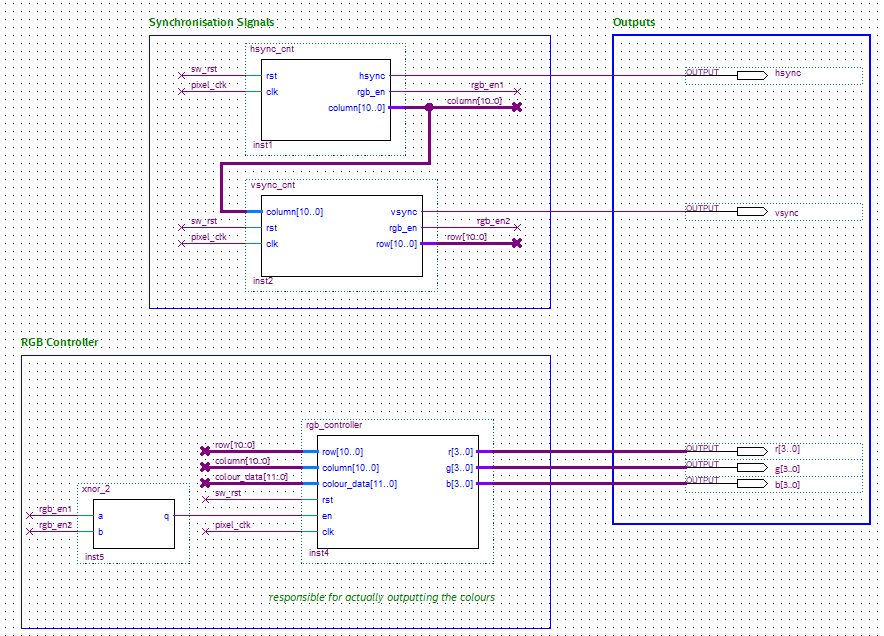 Synchronisation Signals
Outputs
hsync_cnt
sw_rst
rst
hsync
OUTPUT
hsync
pixel_clk
clk
rgb_en
rgb_en1
column[10..0]
column[10..0]
inst1
vsync_cnt
column[10..0]
vsync
OUTPUT
vsync
sw_rst
rst
rgb_en
rgb_en2
pixel_clk
clk
row[10..0]
row[10..0]
inst2
RGB Controller
rgb_controller
row[10..0]
row[10..0]
r[3..0]
OUTPUT
r[3..0]
column[10..0]
column[10..0]
g[3..0]
OUTPUT
g[3..0]
colour_data[11..0]
colour_data[11..0]
b[3..0]
OUTPUT
b[3..0]
xnor_2
sw_rst
rst
rgb_en1
a
q
en
rgb_en2
b
pixel_clk
clk
inst5
inst4
responsible for actually outputting the colours